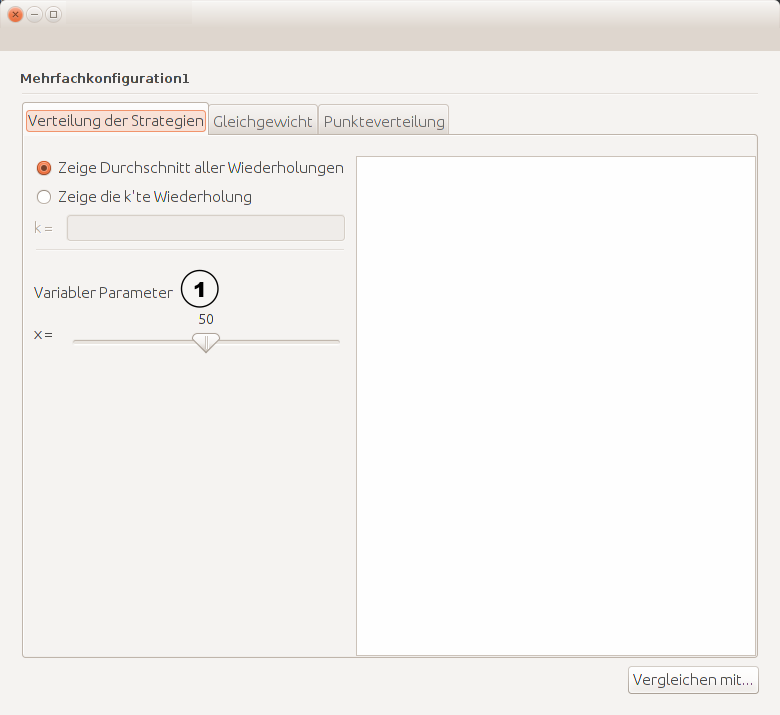 Mehrfachkonfiguration1
Verteilung der Strategien Gleichgewicht Punkteverteilung
Zeige Durchschnitt aller Wiederholungen
Zeige die k'te Wiederholung
k =
Variabler Parameter 1
50
x =
Vergleichen mit...